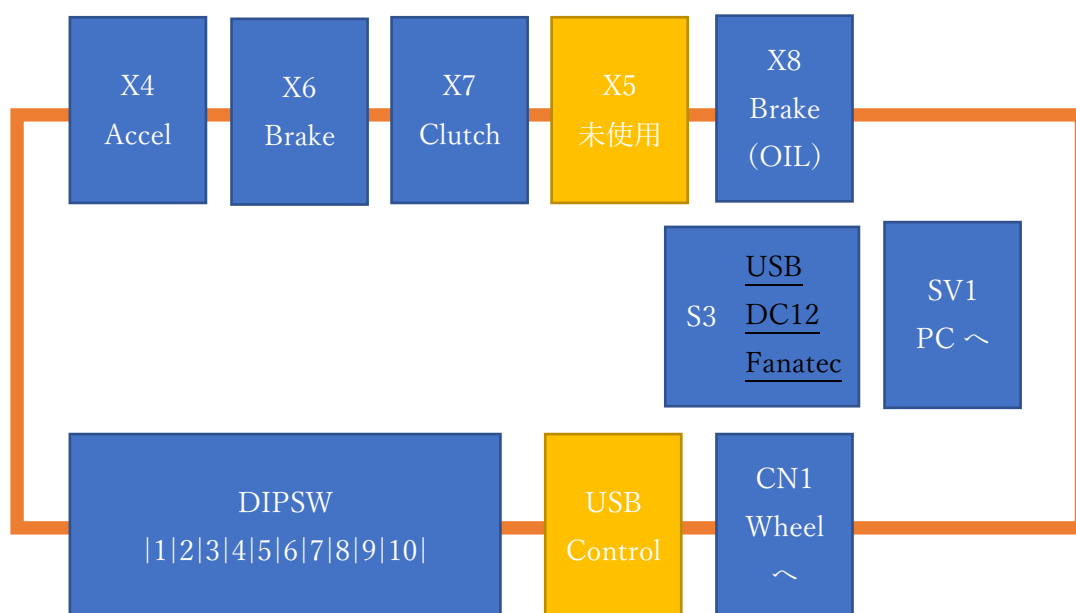 X4
Accel
X6
Brake
X7
Clutch
X5
未使用
X8
Brake
（OIL）
S3
USB
DC12
Fanatec
SV1
PC へ
DIPSW
|1|2|3|4|5|6|7|8|9|10|
USB
Control
CN1
Wheel
へ